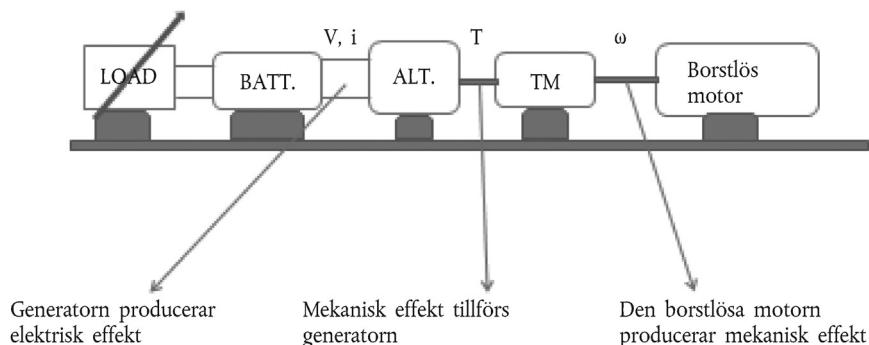 V, i
T
ω
LOAD
BATT.
ALT.
TM
Borstlös
motor
Generatorn producerar
elektrisk effekt
Mekanisk effekt tillförs
generatorn
Den borstlösa motorn
producerar mekanisk effekt